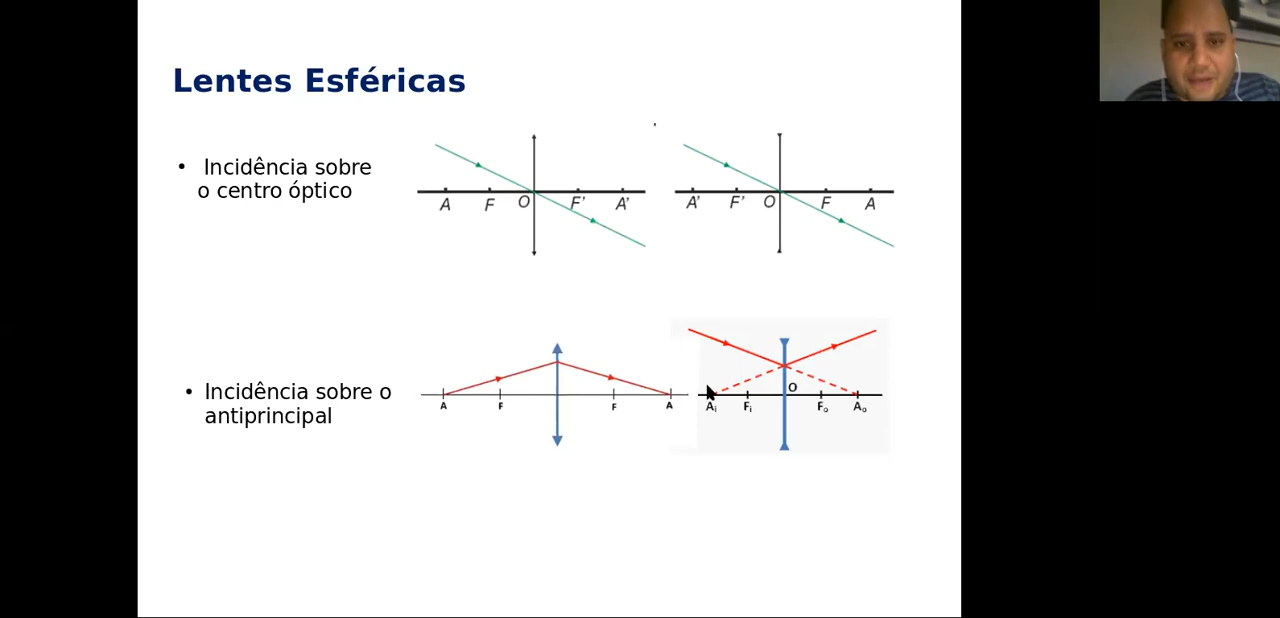 Lentes Esféricas
• Incidência sobre
o centro óptico
A F O F' A'
A' F' O F A
• Incidência sobre o
antiprincipal
A F F A
O
Aᵢ Fᵢ Fₒ Aₒ